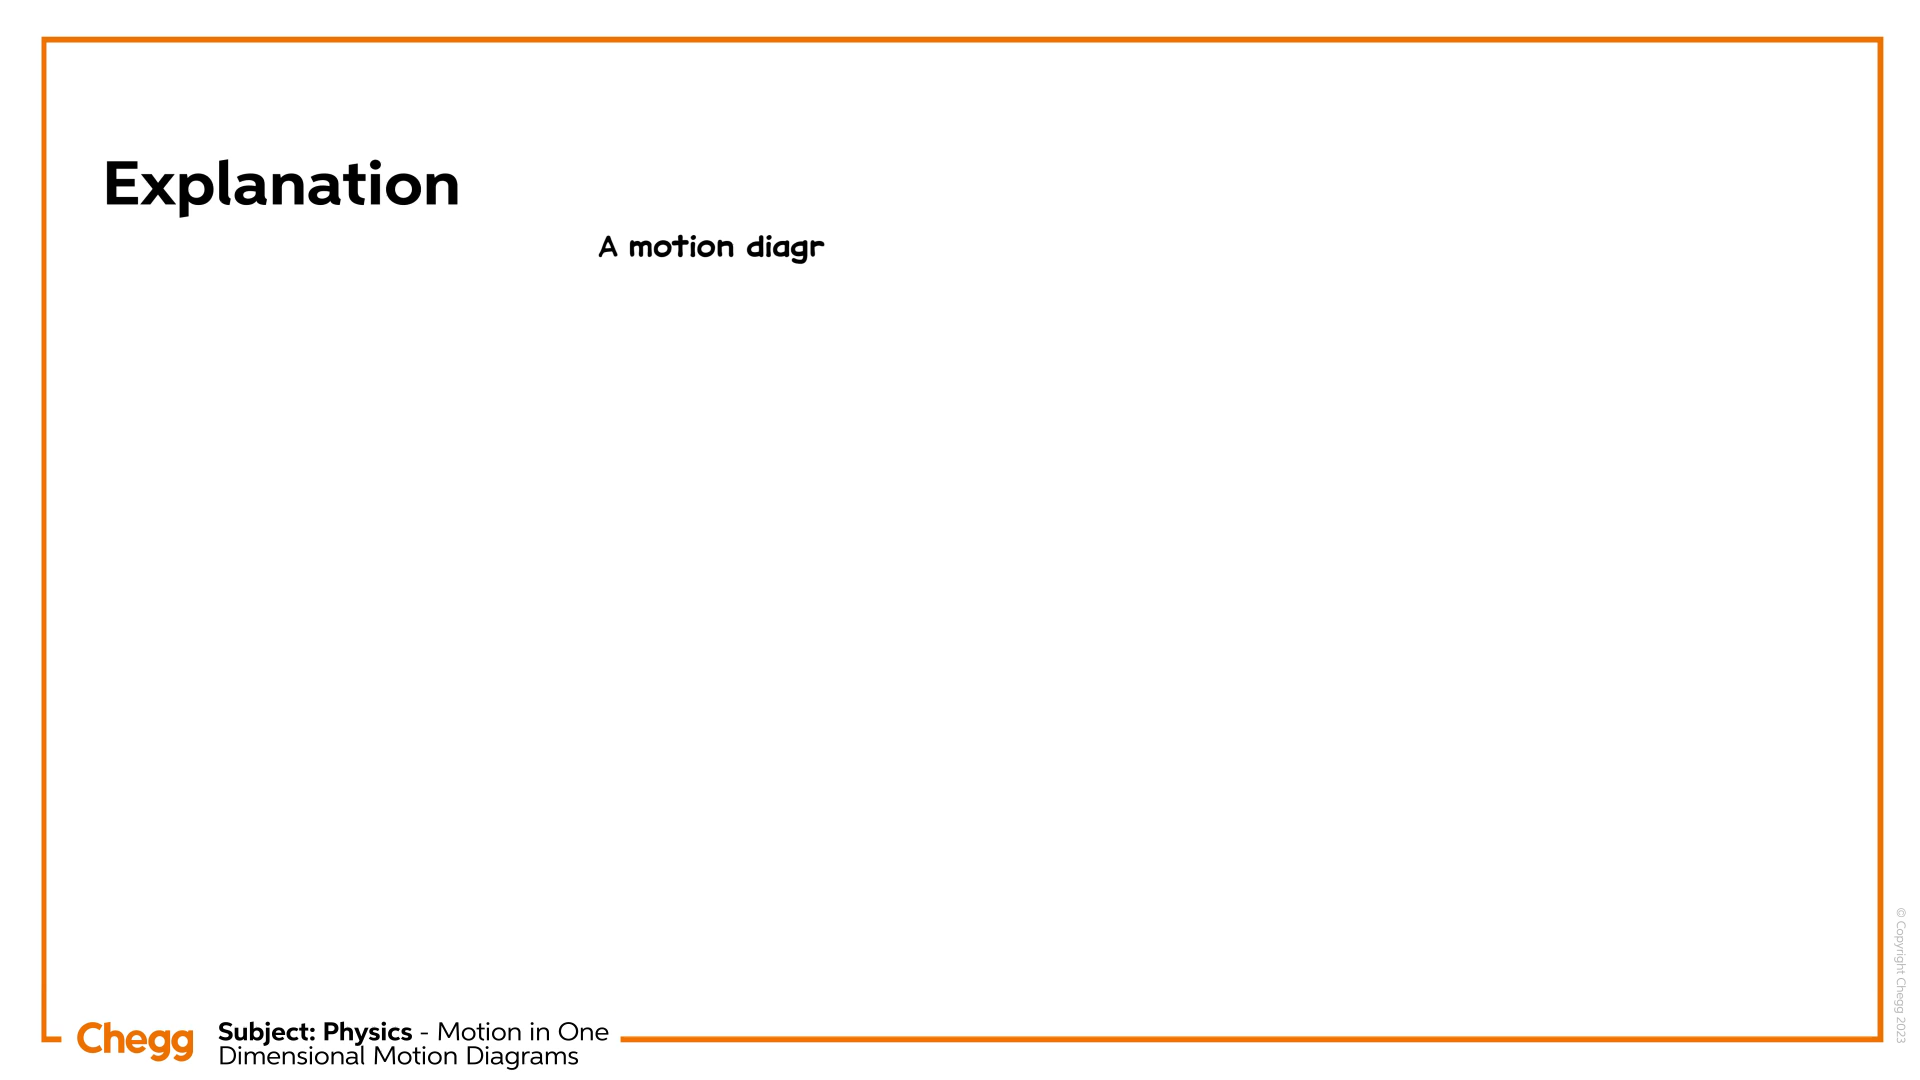 Explanation
A motion diagr
Chegg
Subject: Physics - Motion in One
Dimensional Motion Diagrams
© Copyright Chegg 2023